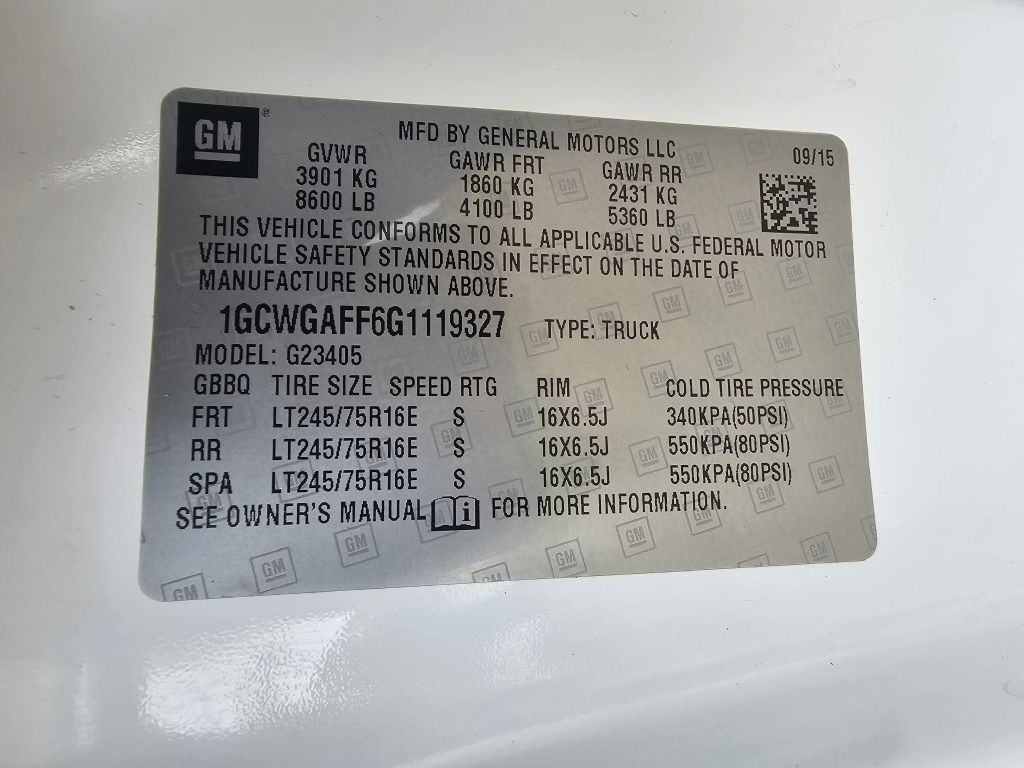 GM ® MFD BY GENERAL MOTORS LLC 09/15
GVWR GAWR FRT GAWR RR
3901 KG 1860 KG 2431 KG
8600 LB 4100 LB 5360 LB
THIS VEHICLE CONFORMS TO ALL APPLICABLE U.S. FEDERAL MOTOR
VEHICLE SAFETY STANDARDS IN EFFECT ON THE DATE OF
MANUFACTURE SHOWN ABOVE.
1GCWGAFF6G1119327 TYPE: TRUCK
MODEL: G23405
GBBQ TIRE SIZE SPEED RTG RIM COLD TIRE PRESSURE
FRT LT245/75R16E S 16X6.5J 340KPA(50PSI)
RR LT245/75R16E S 16X6.5J 550KPA(80PSI)
SPA LT245/75R16E S 16X6.5J 550KPA(80PSI)
SEE OWNER'S MANUAL i FOR MORE INFORMATION.